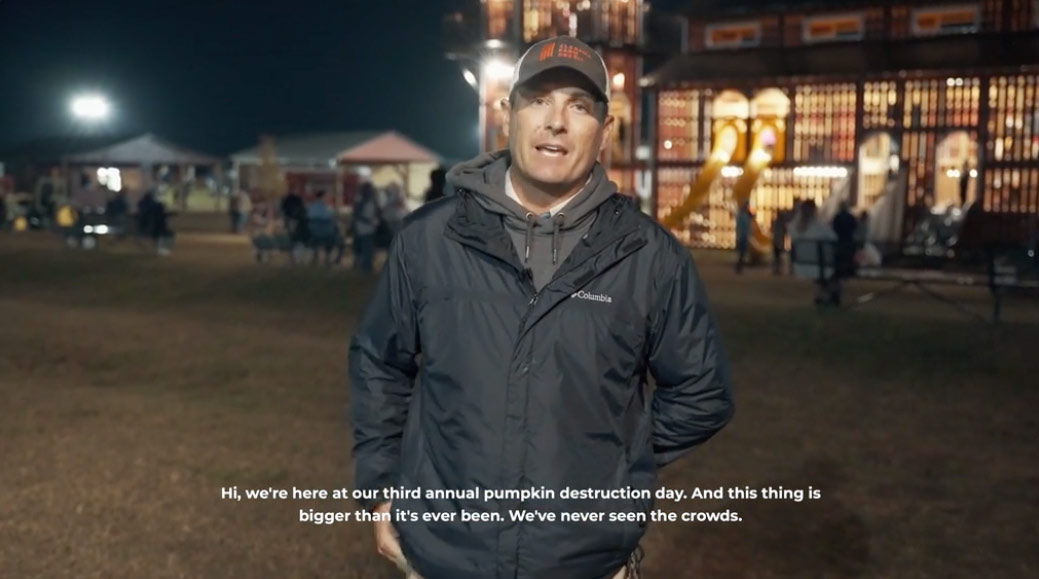 Columbia
Hi, we're here at our third annual pumpkin destruction day. And this thing is
bigger than it's ever been. We've never seen the crowds.